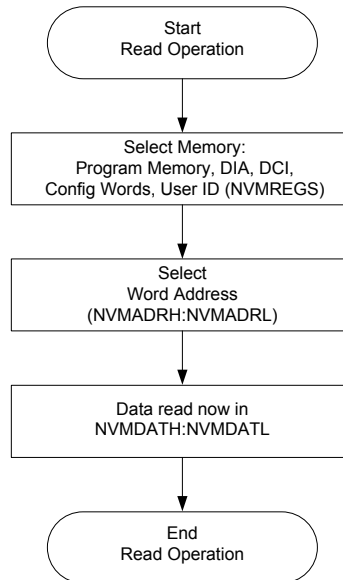 Start
Read Operation
Select Memory:
Program Memory, DIA, DCI,
Config Words, User ID (NVMREGS)
Select
Word Address
(NVMADRH:NVMADRL)
Data read now in
NVMDATH:NVMDATL
End
Read Operation